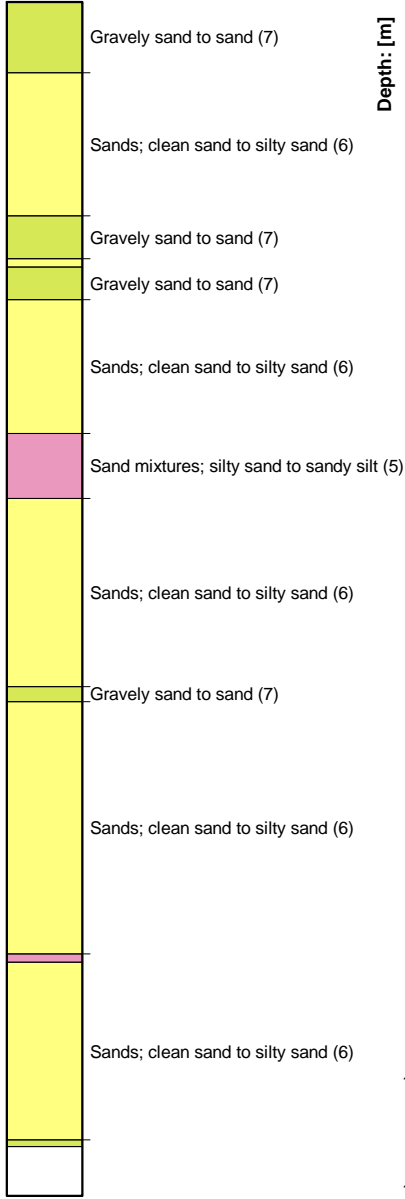 Gravely sand to sand (7)
Depth: [m]
Sands; clean sand to silty sand (6)
Gravely sand to sand (7)
Gravely sand to sand (7)
Sands; clean sand to silty sand (6)
Sand mixtures; silty sand to sandy silt (5)
Sands; clean sand to silty sand (6)
Gravely sand to sand (7)
Sands; clean sand to silty sand (6)
Sands; clean sand to silty sand (6)